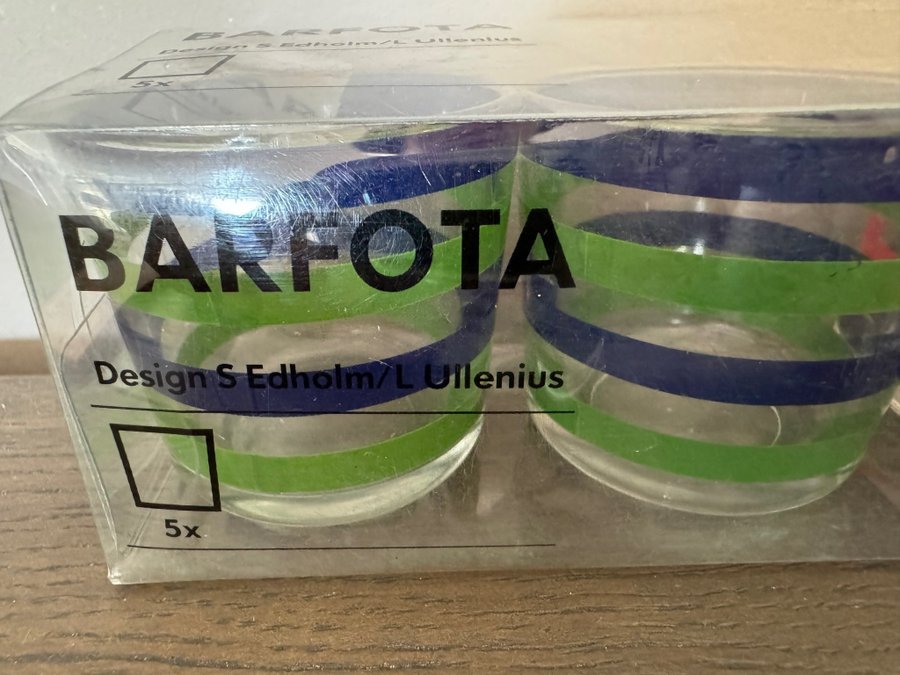 BARFOTA
Design S Edholm/L Ullenius
5x
BARFOTA
Design S Edholm/L Ullenius
5x